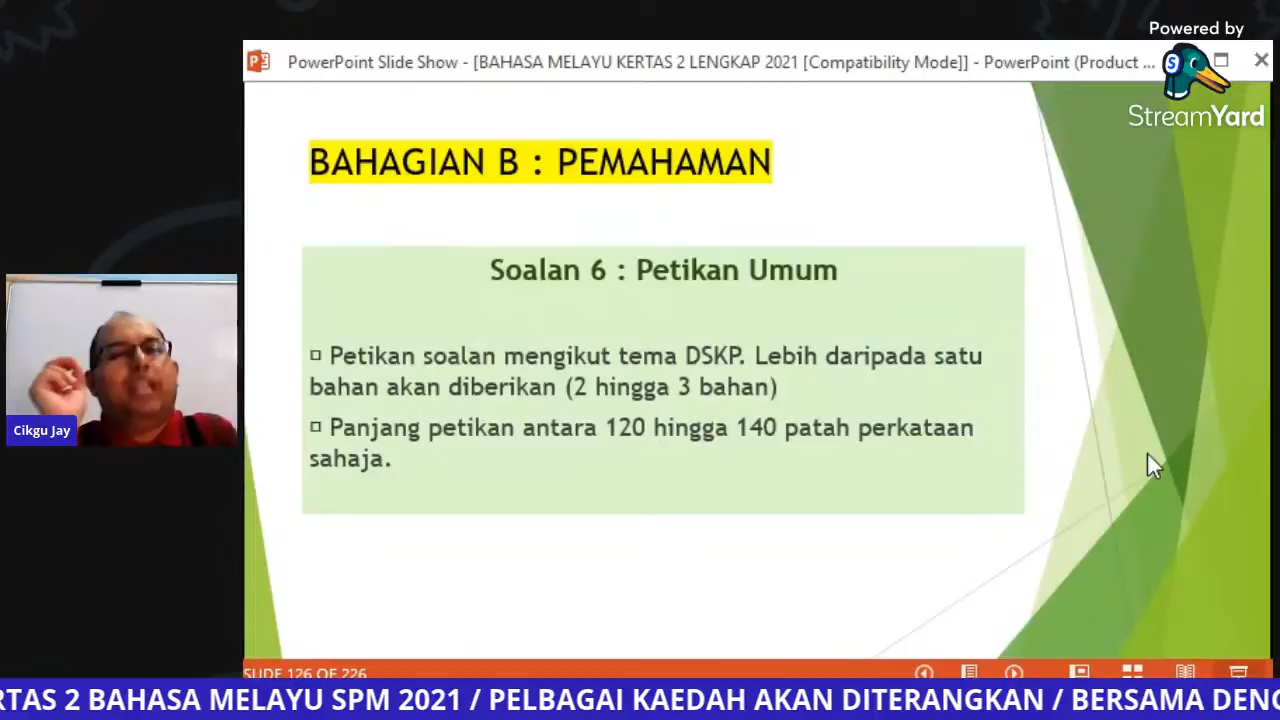 Powered by
StreamYard
PowerPoint Slide Show - [BAHASA MELAYU KERTAS 2 LENGKAP 2021 [Compatibility Mode]] - PowerPoint (Product ...
BAHAGIAN B : PEMAHAMAN
Soalan 6 : Petikan Umum
Petikan soalan mengikut tema DSKP. Lebih daripada satu
bahan akan diberikan (2 hingga 3 bahan)
Panjang petikan antara 120 hingga 140 patah perkataan
sahaja.
Cikgu Jay
SLIDE 126 OF 226
RTAS 2 BAHASA MELAYU SPM 2021 / PELBAGAI KAEDAH AKAN DITERANGKAN / BERSAMA DENG